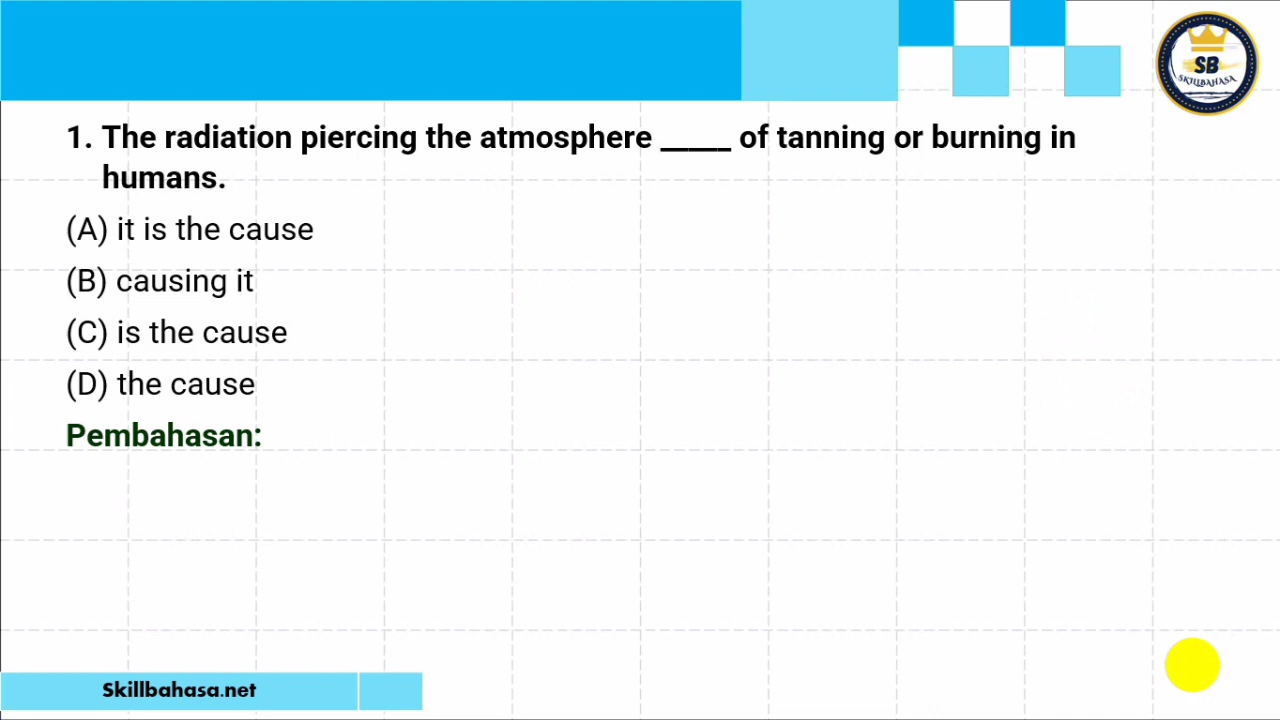 SB
SKILLBAHASA
1. The radiation piercing the atmosphere _____ of tanning or burning in
humans.
(A) it is the cause
(B) causing it
(C) is the cause
(D) the cause
Pembahasan:
Skillbahasa.net